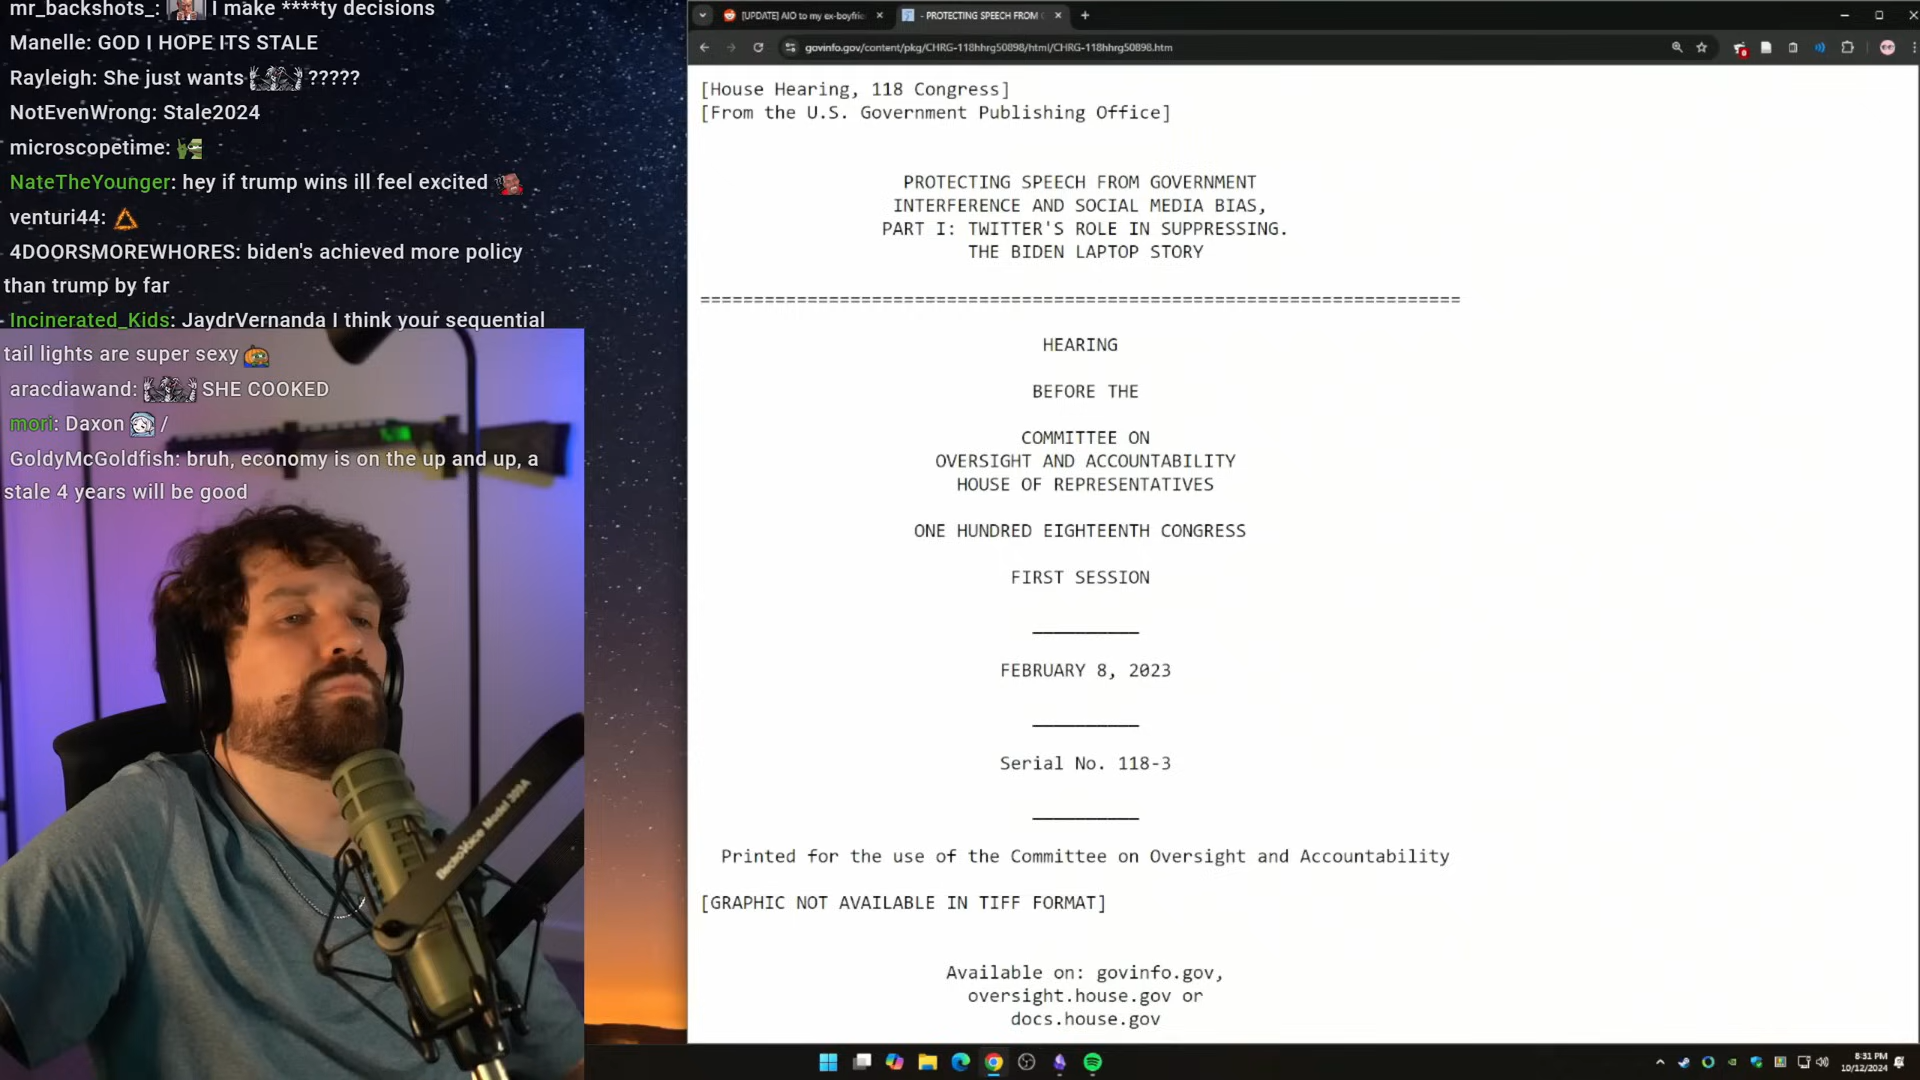 mr_backshots_: I make ****ty decisions
Manelle: GOD I HOPE ITS STALE
Rayleigh: She just wants ?????
NotEvenWrong: Stale2024
microscopetime:
NateTheYounger: hey if trump wins ill feel excited
venturi44:
4DOORSMOREWHORES: biden's achieved more policy
than trump by far
Incinerated_Kids: JaydrVernanda I think your sequential
tail lights are super sexy
aracdiawand: SHE COOKED
mori: Daxon /
GoldyMcGoldfish: bruh, economy is on the up and up, a
stale 4 years will be good
ElectroVoice Model 309A
[UPDATE] AIO to my ex-boyfrie
- PROTECTING SPEECH FROM G
govinfo.gov/content/pkg/CHRG-118hhrg50898/html/CHRG-118hhrg50898.htm
[House Hearing, 118 Congress]
[From the U.S. Government Publishing Office]
PROTECTING SPEECH FROM GOVERNMENT
INTERFERENCE AND SOCIAL MEDIA BIAS,
PART I: TWITTER'S ROLE IN SUPPRESSING.
THE BIDEN LAPTOP STORY
=======================================================================
HEARING
BEFORE THE
COMMITTEE ON
OVERSIGHT AND ACCOUNTABILITY
HOUSE OF REPRESENTATIVES
ONE HUNDRED EIGHTEENTH CONGRESS
FIRST SESSION
__________
FEBRUARY 8, 2023
__________
Serial No. 118-3
__________
Printed for the use of the Committee on Oversight and Accountability
[GRAPHIC NOT AVAILABLE IN TIFF FORMAT]
Available on: govinfo.gov,
oversight.house.gov or
docs.house.gov
8:31 PM
10/12/2024